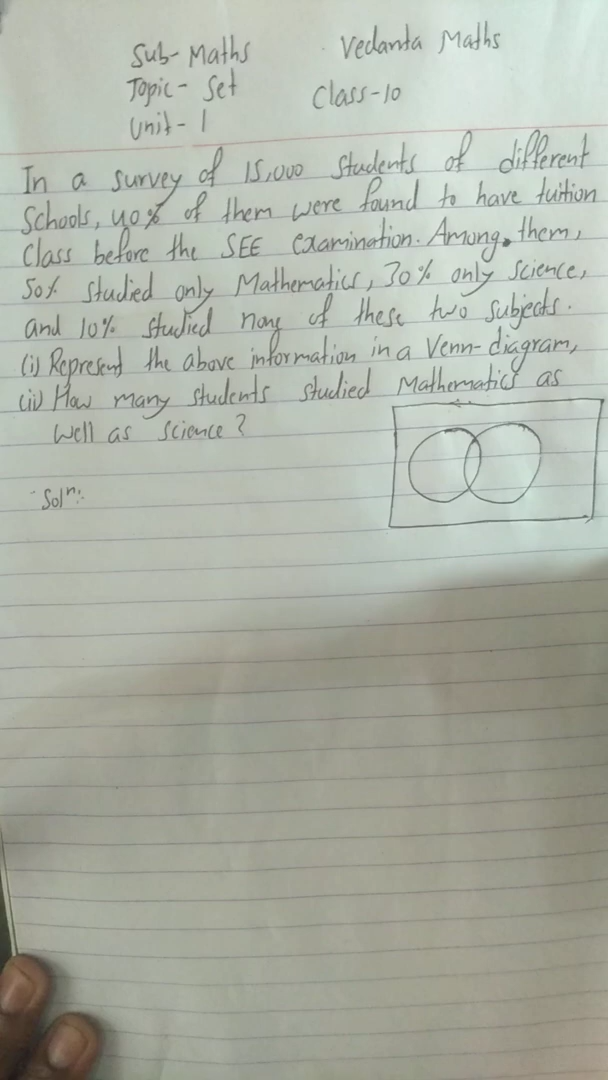 Sub- Maths
Vedanta Maths
Topic- Set
Class-10
Unit- 1
In a survey of 15,000 students of different
Schools, 40% of them were found to have tuition
Class before the SEE examination. Among them,
50% studied only Mathematics, 30% only science,
and 10% studied none of these two subjects.
(i) Represent the above information in a Venn-diagram,
(ii) How many students studied Mathematics as
well as science?
Solⁿ: